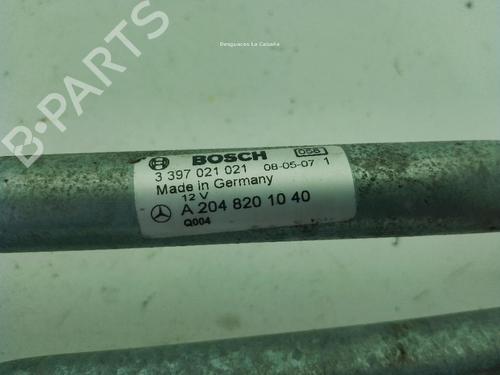 Desguaces La Cabaña
BOSCH 056
3 397 021 021 08-05-07 1
Made in Germany
12 V
A 204 820 10 40
Q004
B-PARTS